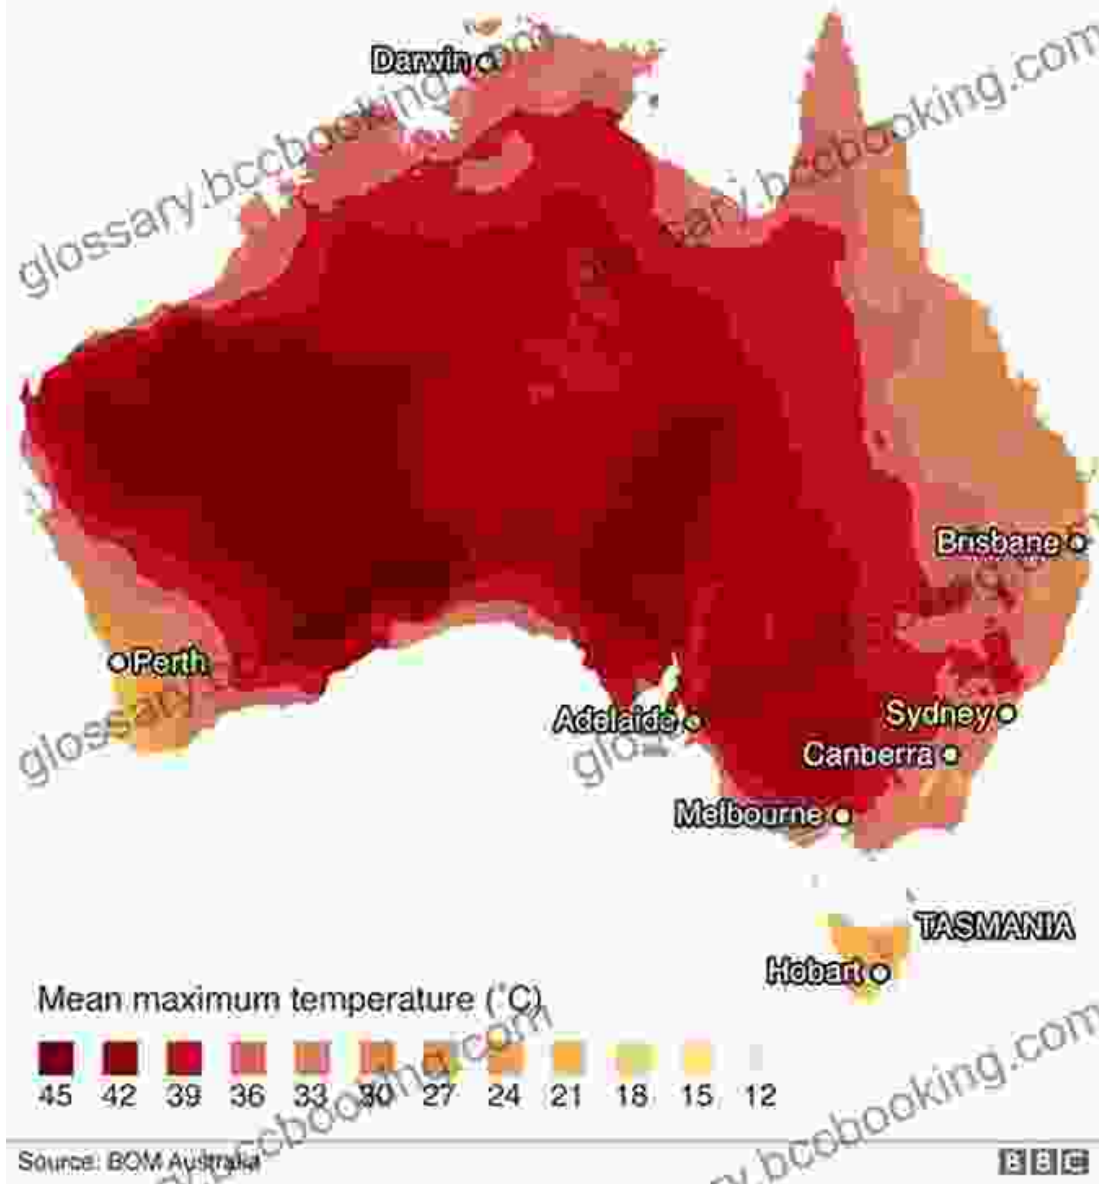 Darwin
glossary.bccbooking.com
Brisbane
Perth
Adelaide
Sydney
Canberra
Melbourne
TASMANIA
Hobart
Mean maximum temperature (°C)
45 42 39 36 33 30 27 24 21 18 15 12
Source: BOM Australia
BBC